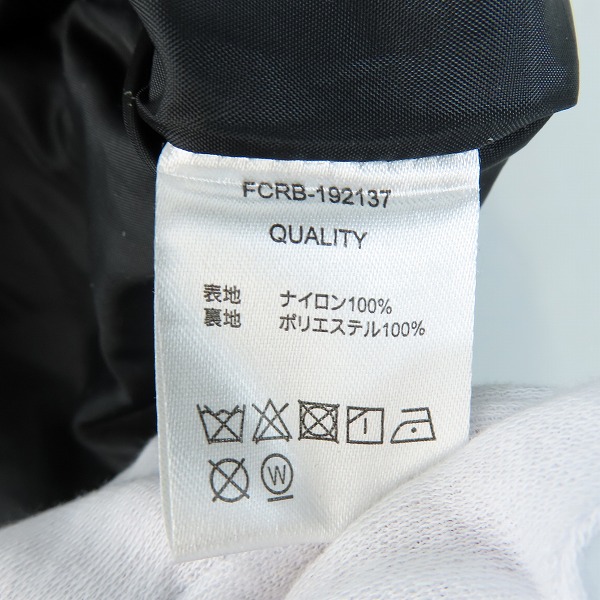 FCRB-192137
QUALITY
表地 ナイロン100%
裏地 ポリエステル100%
W